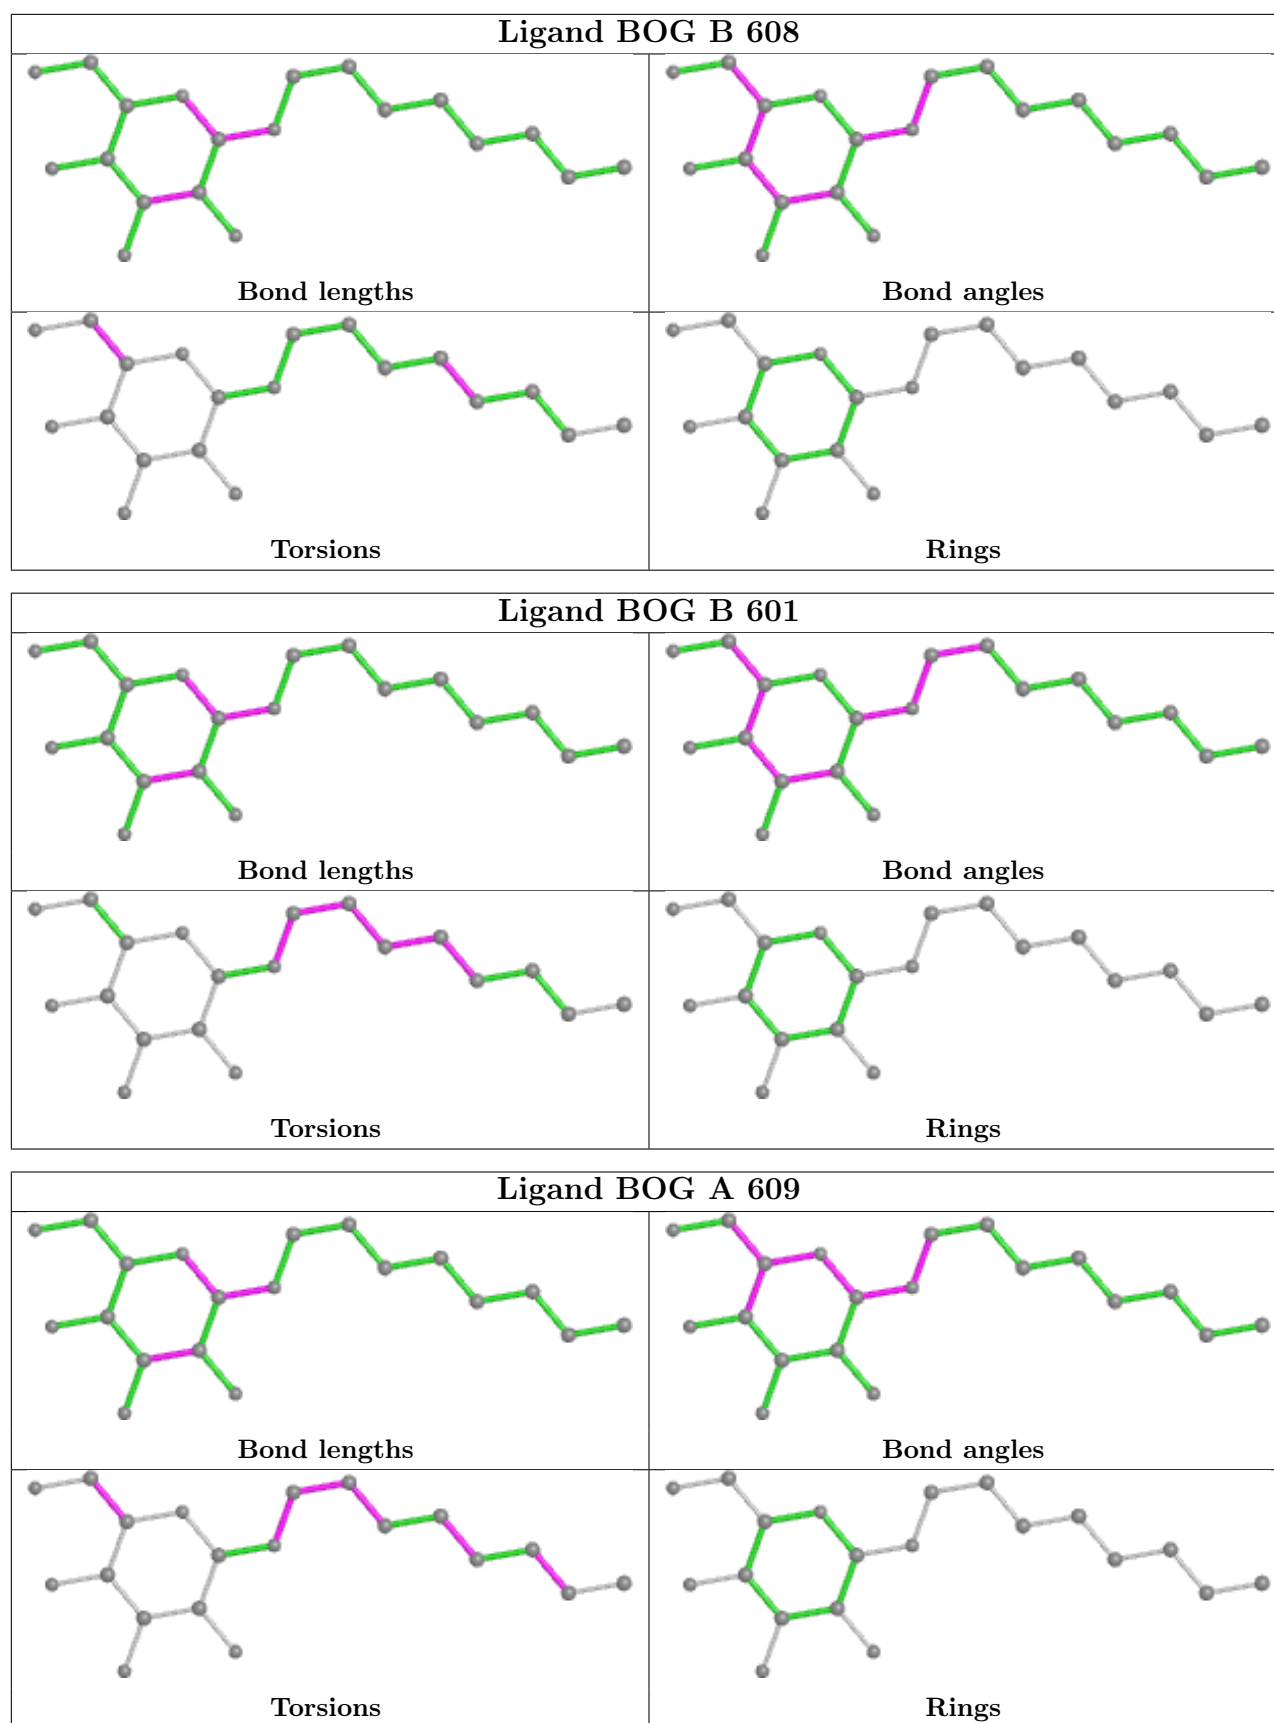 Ligand BOG B 608
Bond lengths
Bond angles
Torsions
Rings
Ligand BOG B 601
Bond lengths
Bond angles
Torsions
Rings
Ligand BOG A 609
Bond lengths
Bond angles
Torsions
Rings